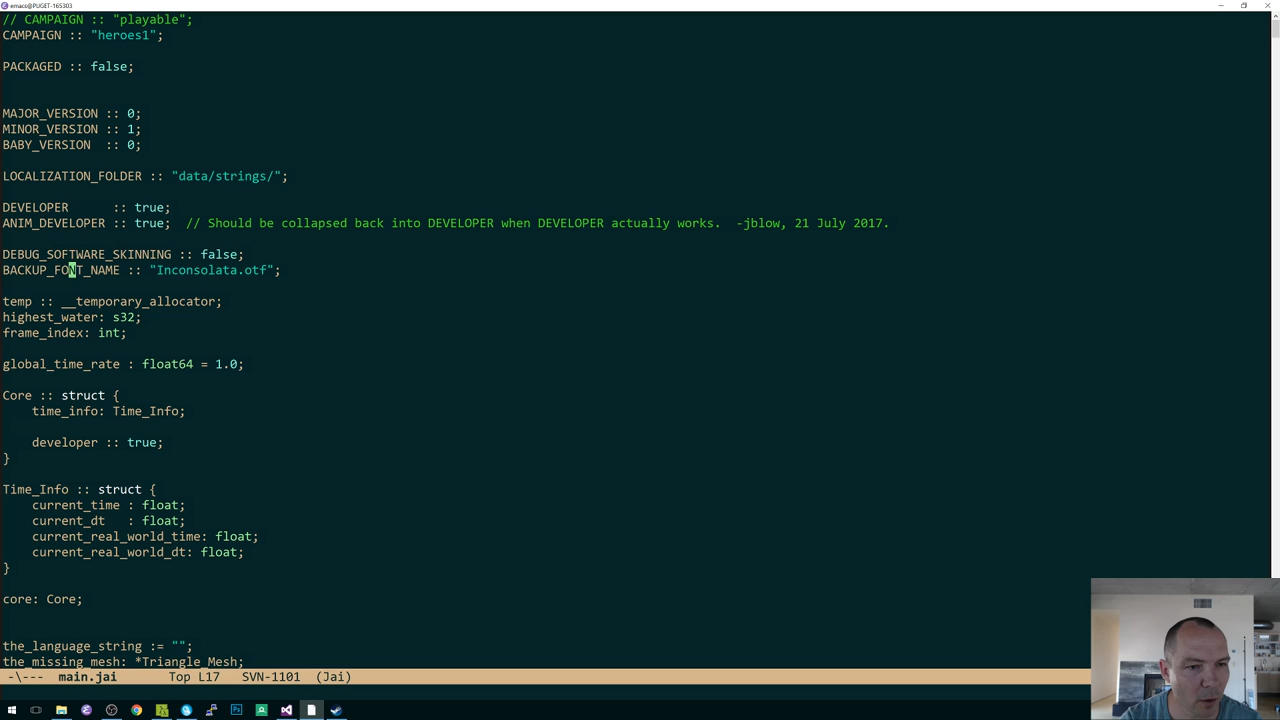 emacs@PUGET-165303
// CAMPAIGN :: "playable";
CAMPAIGN :: "heroes1";
PACKAGED :: false;
MAJOR_VERSION :: 0;
MINOR_VERSION :: 1;
BABY_VERSION  :: 0;
LOCALIZATION_FOLDER :: "data/strings/";
DEVELOPER      :: true;
ANIM_DEVELOPER :: true;  // Should be collapsed back into DEVELOPER when DEVELOPER actually works.  -jblow, 21 July 2017.
DEBUG_SOFTWARE_SKINNING :: false;
BACKUP_FONT_NAME :: "Inconsolata.otf";
temp :: __temporary_allocator;
highest_water: s32;
frame_index: int;
global_time_rate : float64 = 1.0;
Core :: struct {
    time_info: Time_Info;
    developer :: true;
}
Time_Info :: struct {
    current_time : float;
    current_dt   : float;
    current_real_world_time: float;
    current_real_world_dt: float;
}
core: Core;
the_language_string := "";
the_missing_mesh: *Triangle_Mesh;
-\---  main.jai       Top L17   SVN-1101  (Jai)